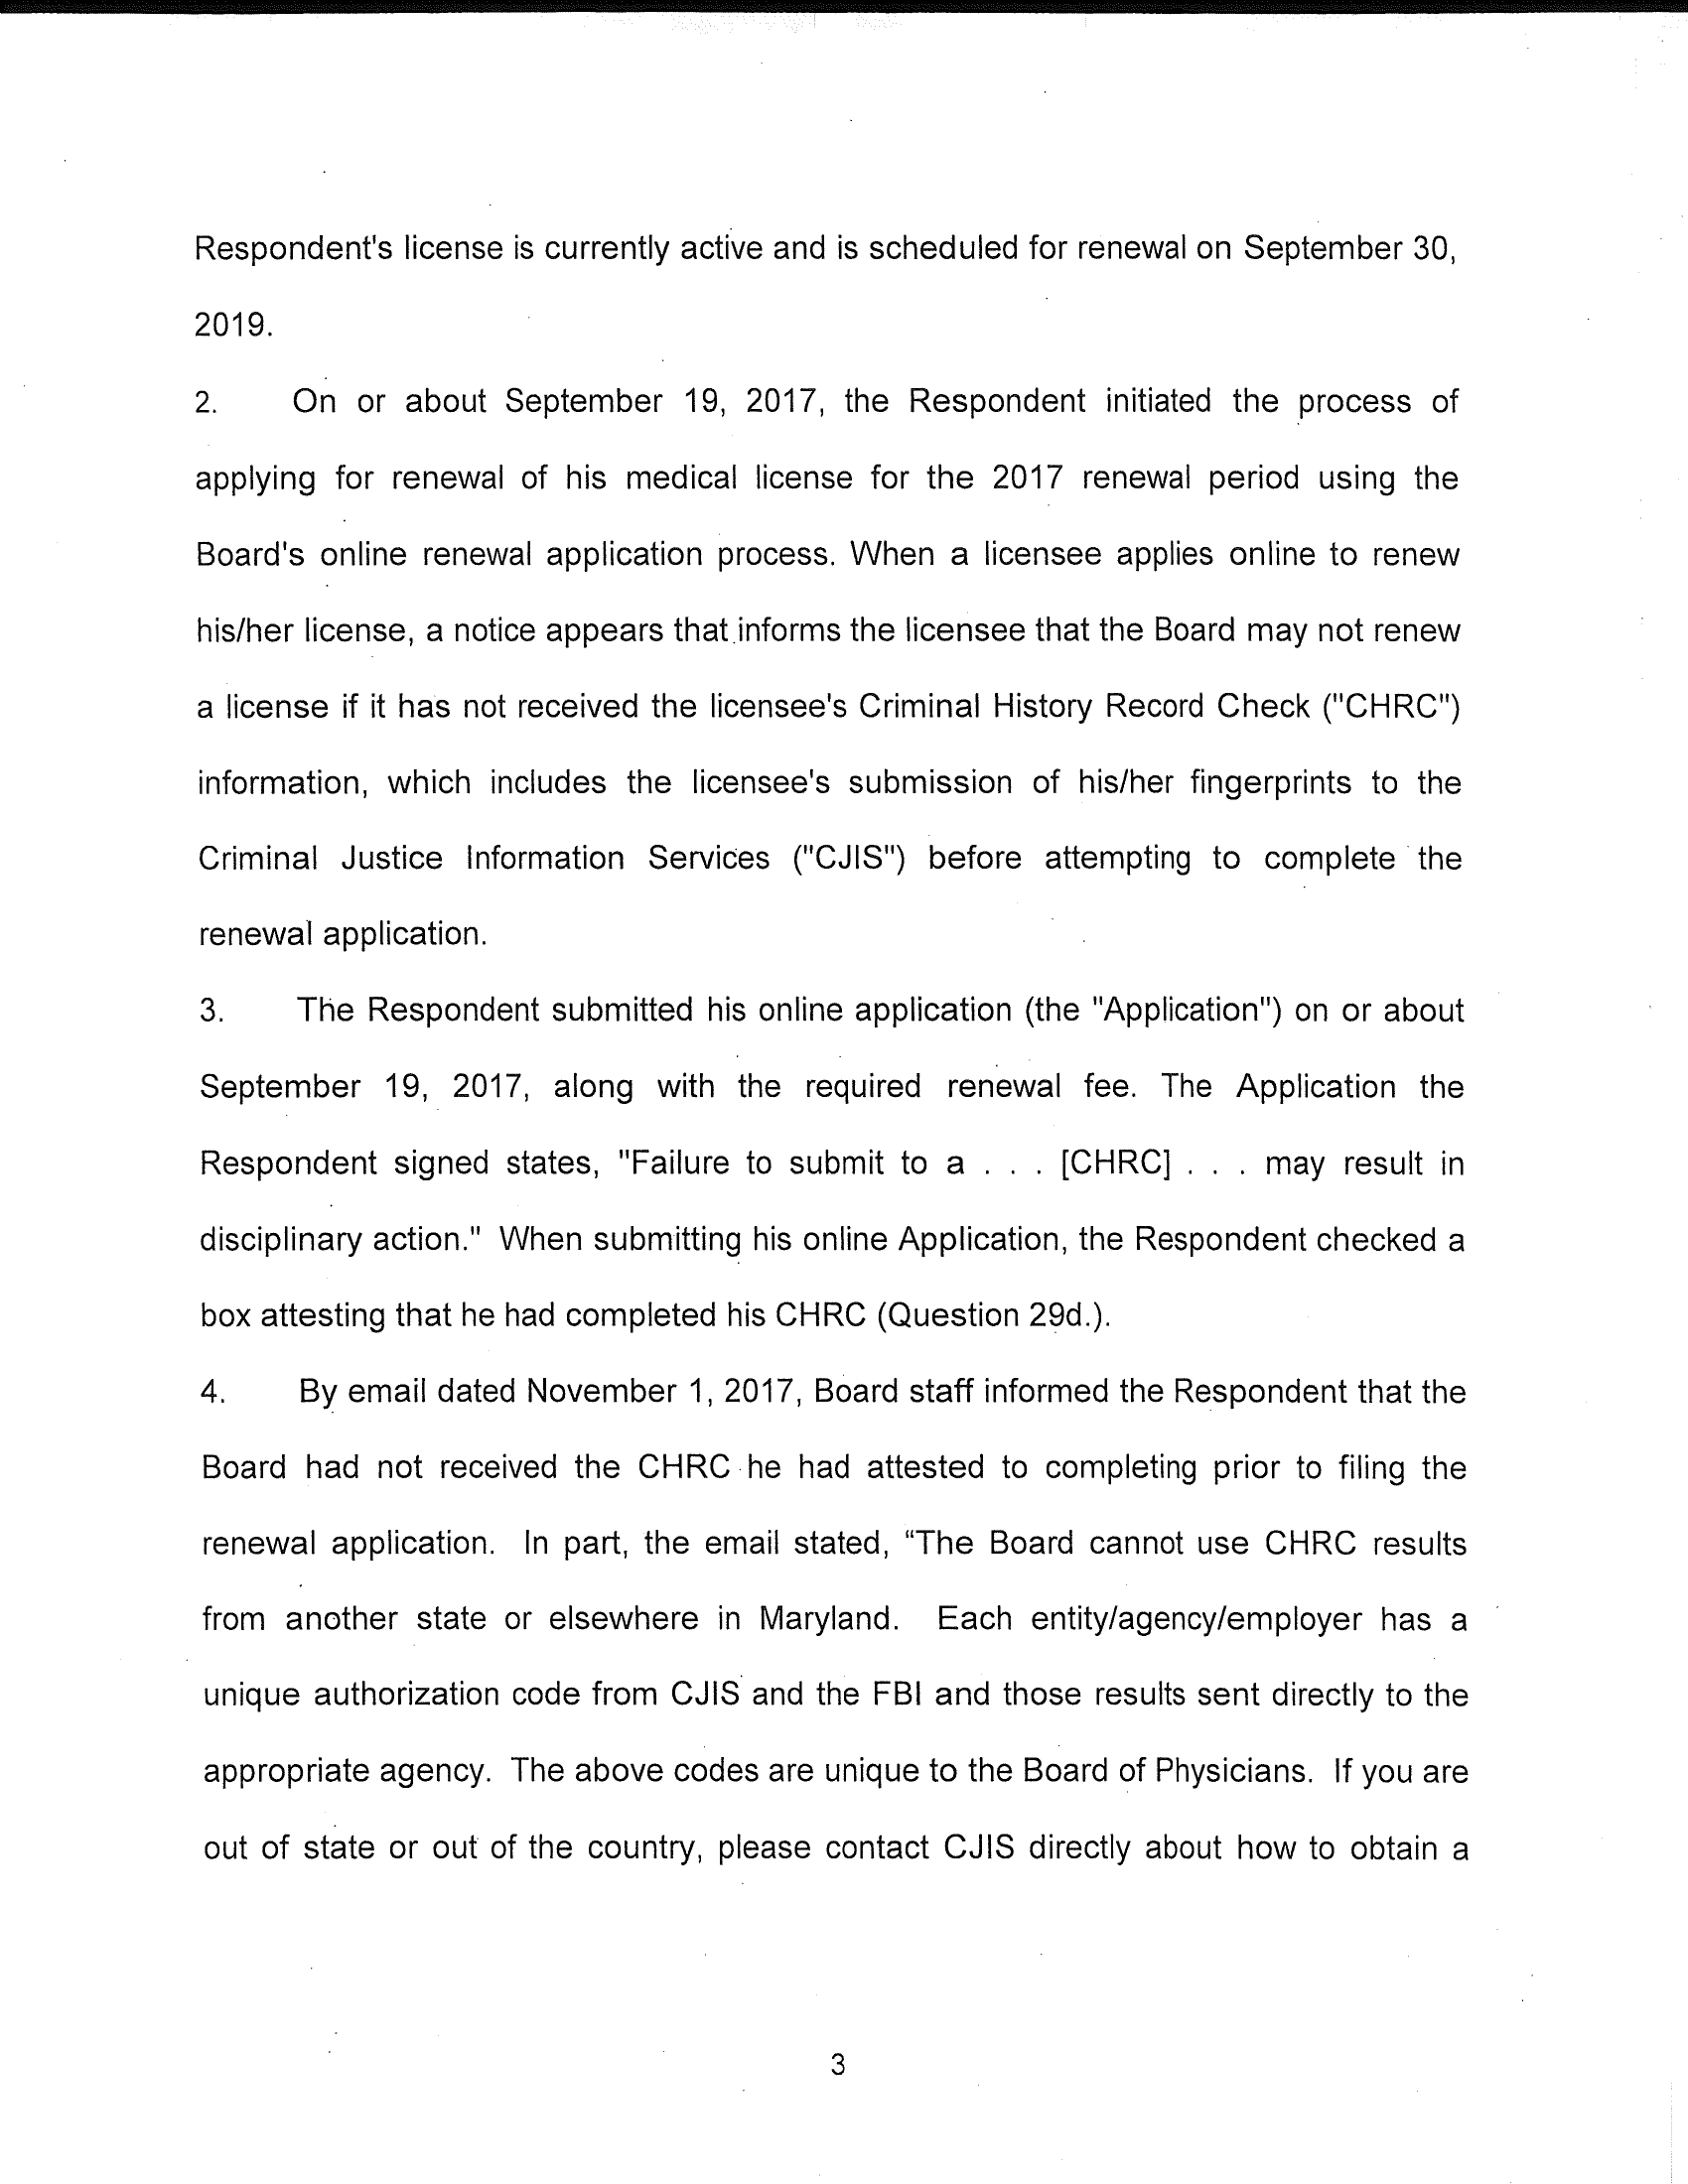 Respondent's license is currently active and is scheduled for renewal on September 30,
2019.
2. On or about September 19, 2017, the Respondent initiated the process of
applying for renewal of his medical license for the 2017 renewal period using the
Board's online renewal application process. When a licensee applies online to renew
his/her license, a notice appears that informs the licensee that the Board may not renew
a license if it has not received the licensee's Criminal History Record Check ("CHRC")
information, which includes the licensee's submission of his/her fingerprints to the
Criminal Justice Information Services ("CJIS") before attempting to complete the
renewal application.
3. The Respondent submitted his online application (the "Application") on or about
September 19, 2017, along with the required renewal fee. The Application the
Respondent signed states, "Failure to submit to a . . . [CHRC] . . . may result in
disciplinary action." When submitting his online Application, the Respondent checked a
box attesting that he had completed his CHRC (Question 29d.).
4. By email dated November 1, 2017, Board staff informed the Respondent that the
Board had not received the CHRC he had attested to completing prior to filing the
renewal application. In part, the email stated, “The Board cannot use CHRC results
from another state or elsewhere in Maryland. Each entity/agency/employer has a
unique authorization code from CJIS and the FBI and those results sent directly to the
appropriate agency. The above codes are unique to the Board of Physicians. If you are
out of state or out of the country, please contact CJIS directly about how to obtain a
3